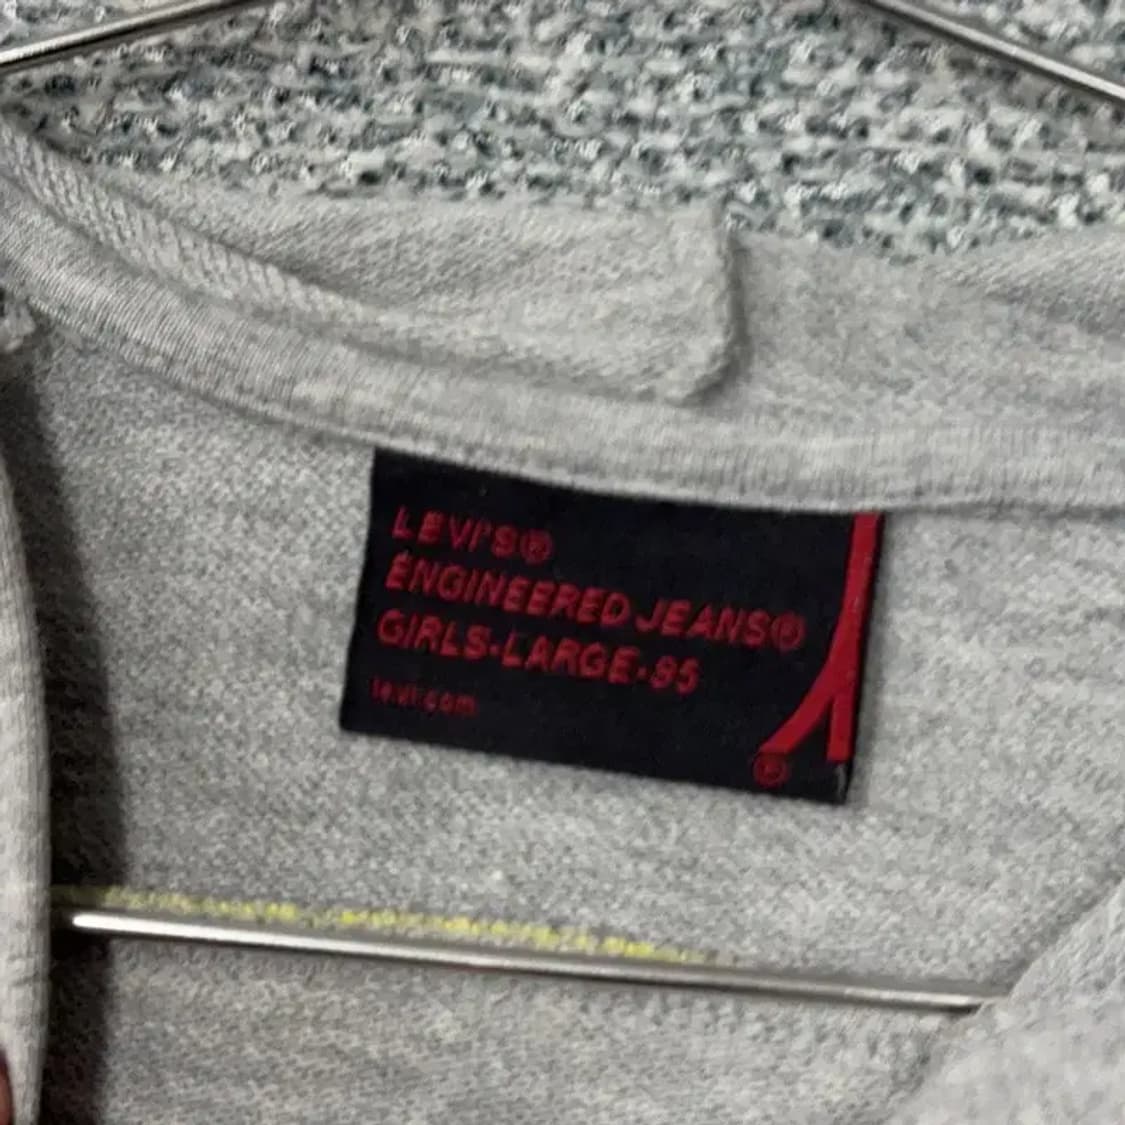 LEVI'S®
ENGINEERED JEANS®
GIRLS-LARGE-95
levi.com
®